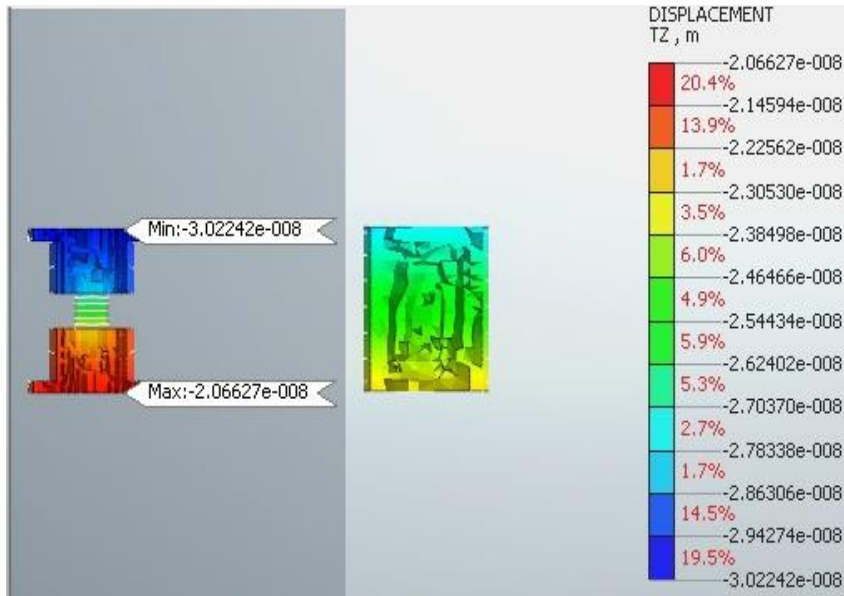 DISPLACEMENT
TZ , m
-2.06627e-008
20.4%
-2.14594e-008
13.9%
-2.22562e-008
1.7%
-2.30530e-008
3.5%
-2.38498e-008
6.0%
-2.46466e-008
4.9%
-2.54434e-008
5.9%
-2.62402e-008
5.3%
-2.70370e-008
2.7%
-2.78338e-008
1.7%
-2.86306e-008
14.5%
-2.94274e-008
19.5%
-3.02242e-008
Min:-3.02242e-008
Max:-2.06627e-008